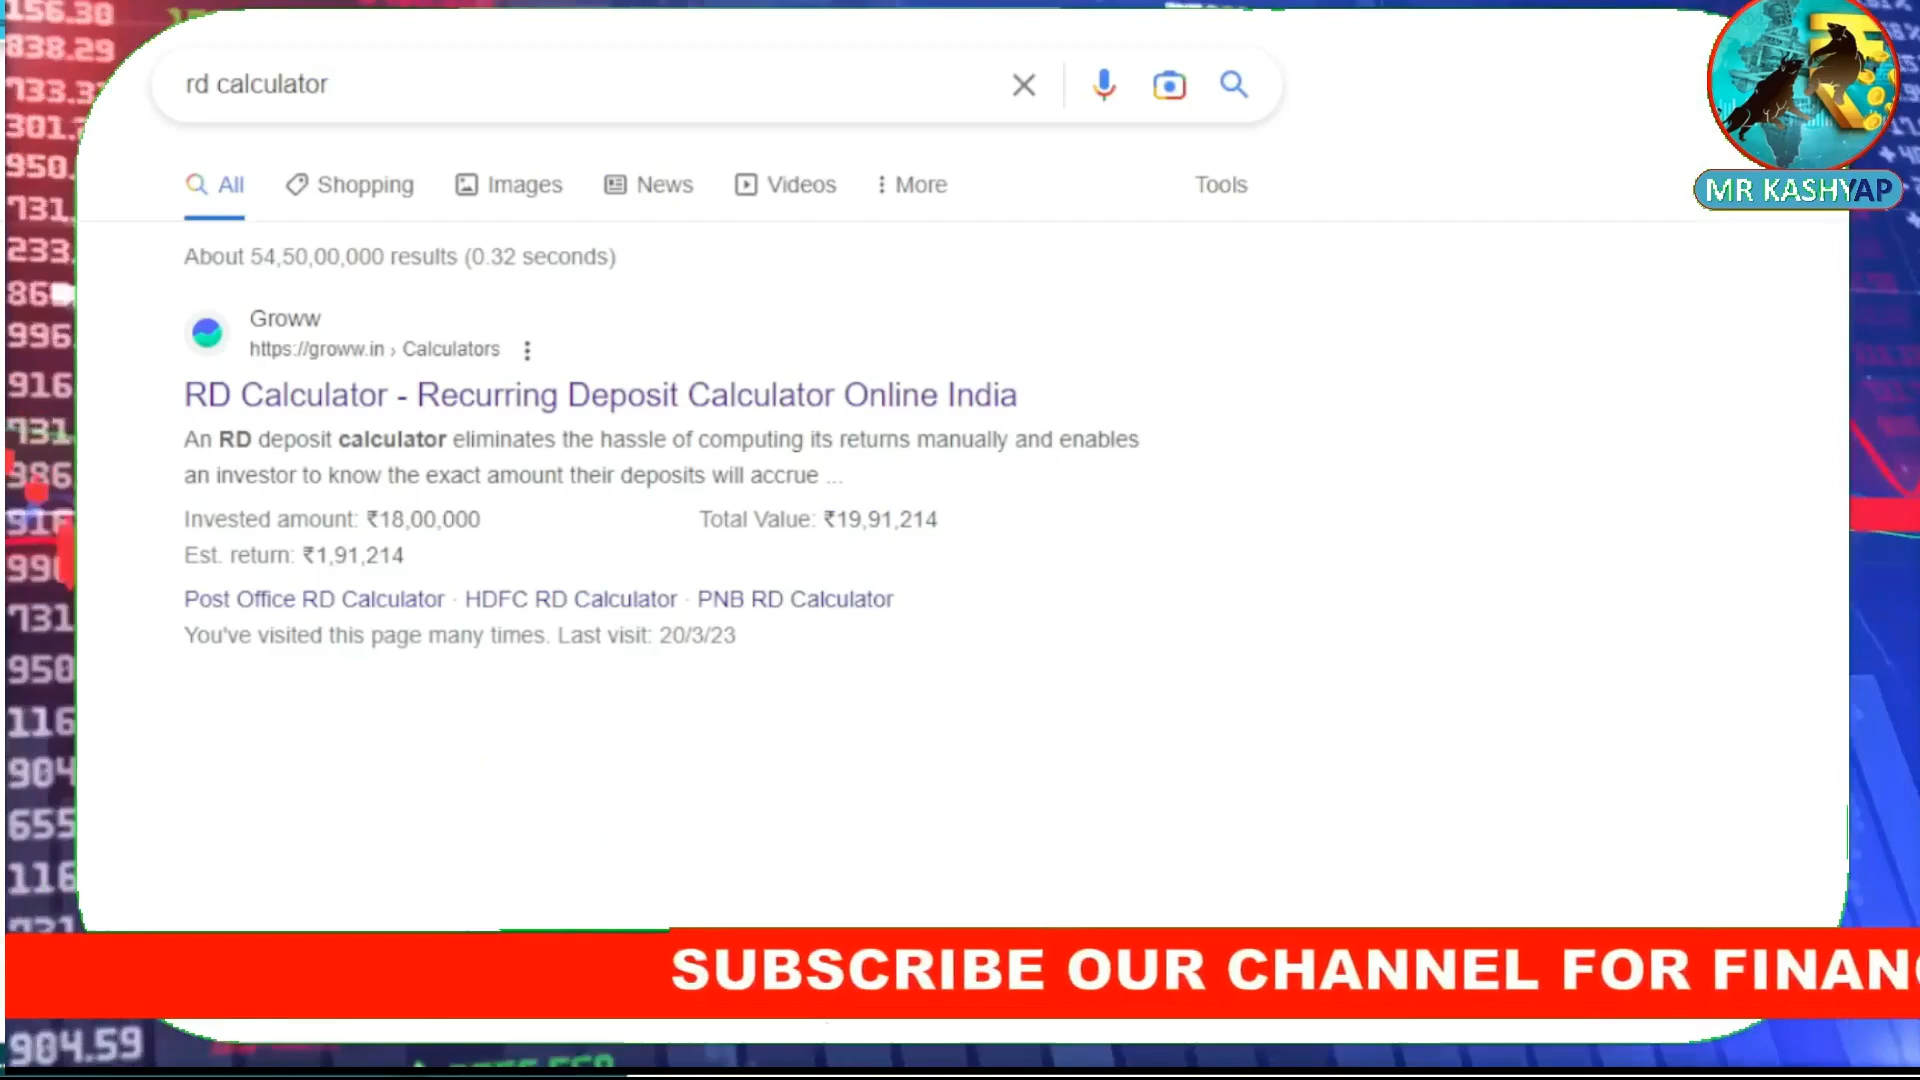 156.30
838.29
rd calculator
All
Shopping
Images
News
Videos
More
Tools
MR KASHYAP
About 54,50,00,000 results (0.32 seconds)
Groww
https://groww.in › Calculators
RD Calculator - Recurring Deposit Calculator Online India
An RD deposit calculator eliminates the hassle of computing its returns manually and enables
an investor to know the exact amount their deposits will accrue ...
Invested amount: ₹18,00,000
Total Value: ₹19,91,214
Est. return: ₹1,91,214
Post Office RD Calculator · HDFC RD Calculator · PNB RD Calculator
You've visited this page many times. Last visit: 20/3/23
SUBSCRIBE OUR CHANNEL FOR FINAN
904.59